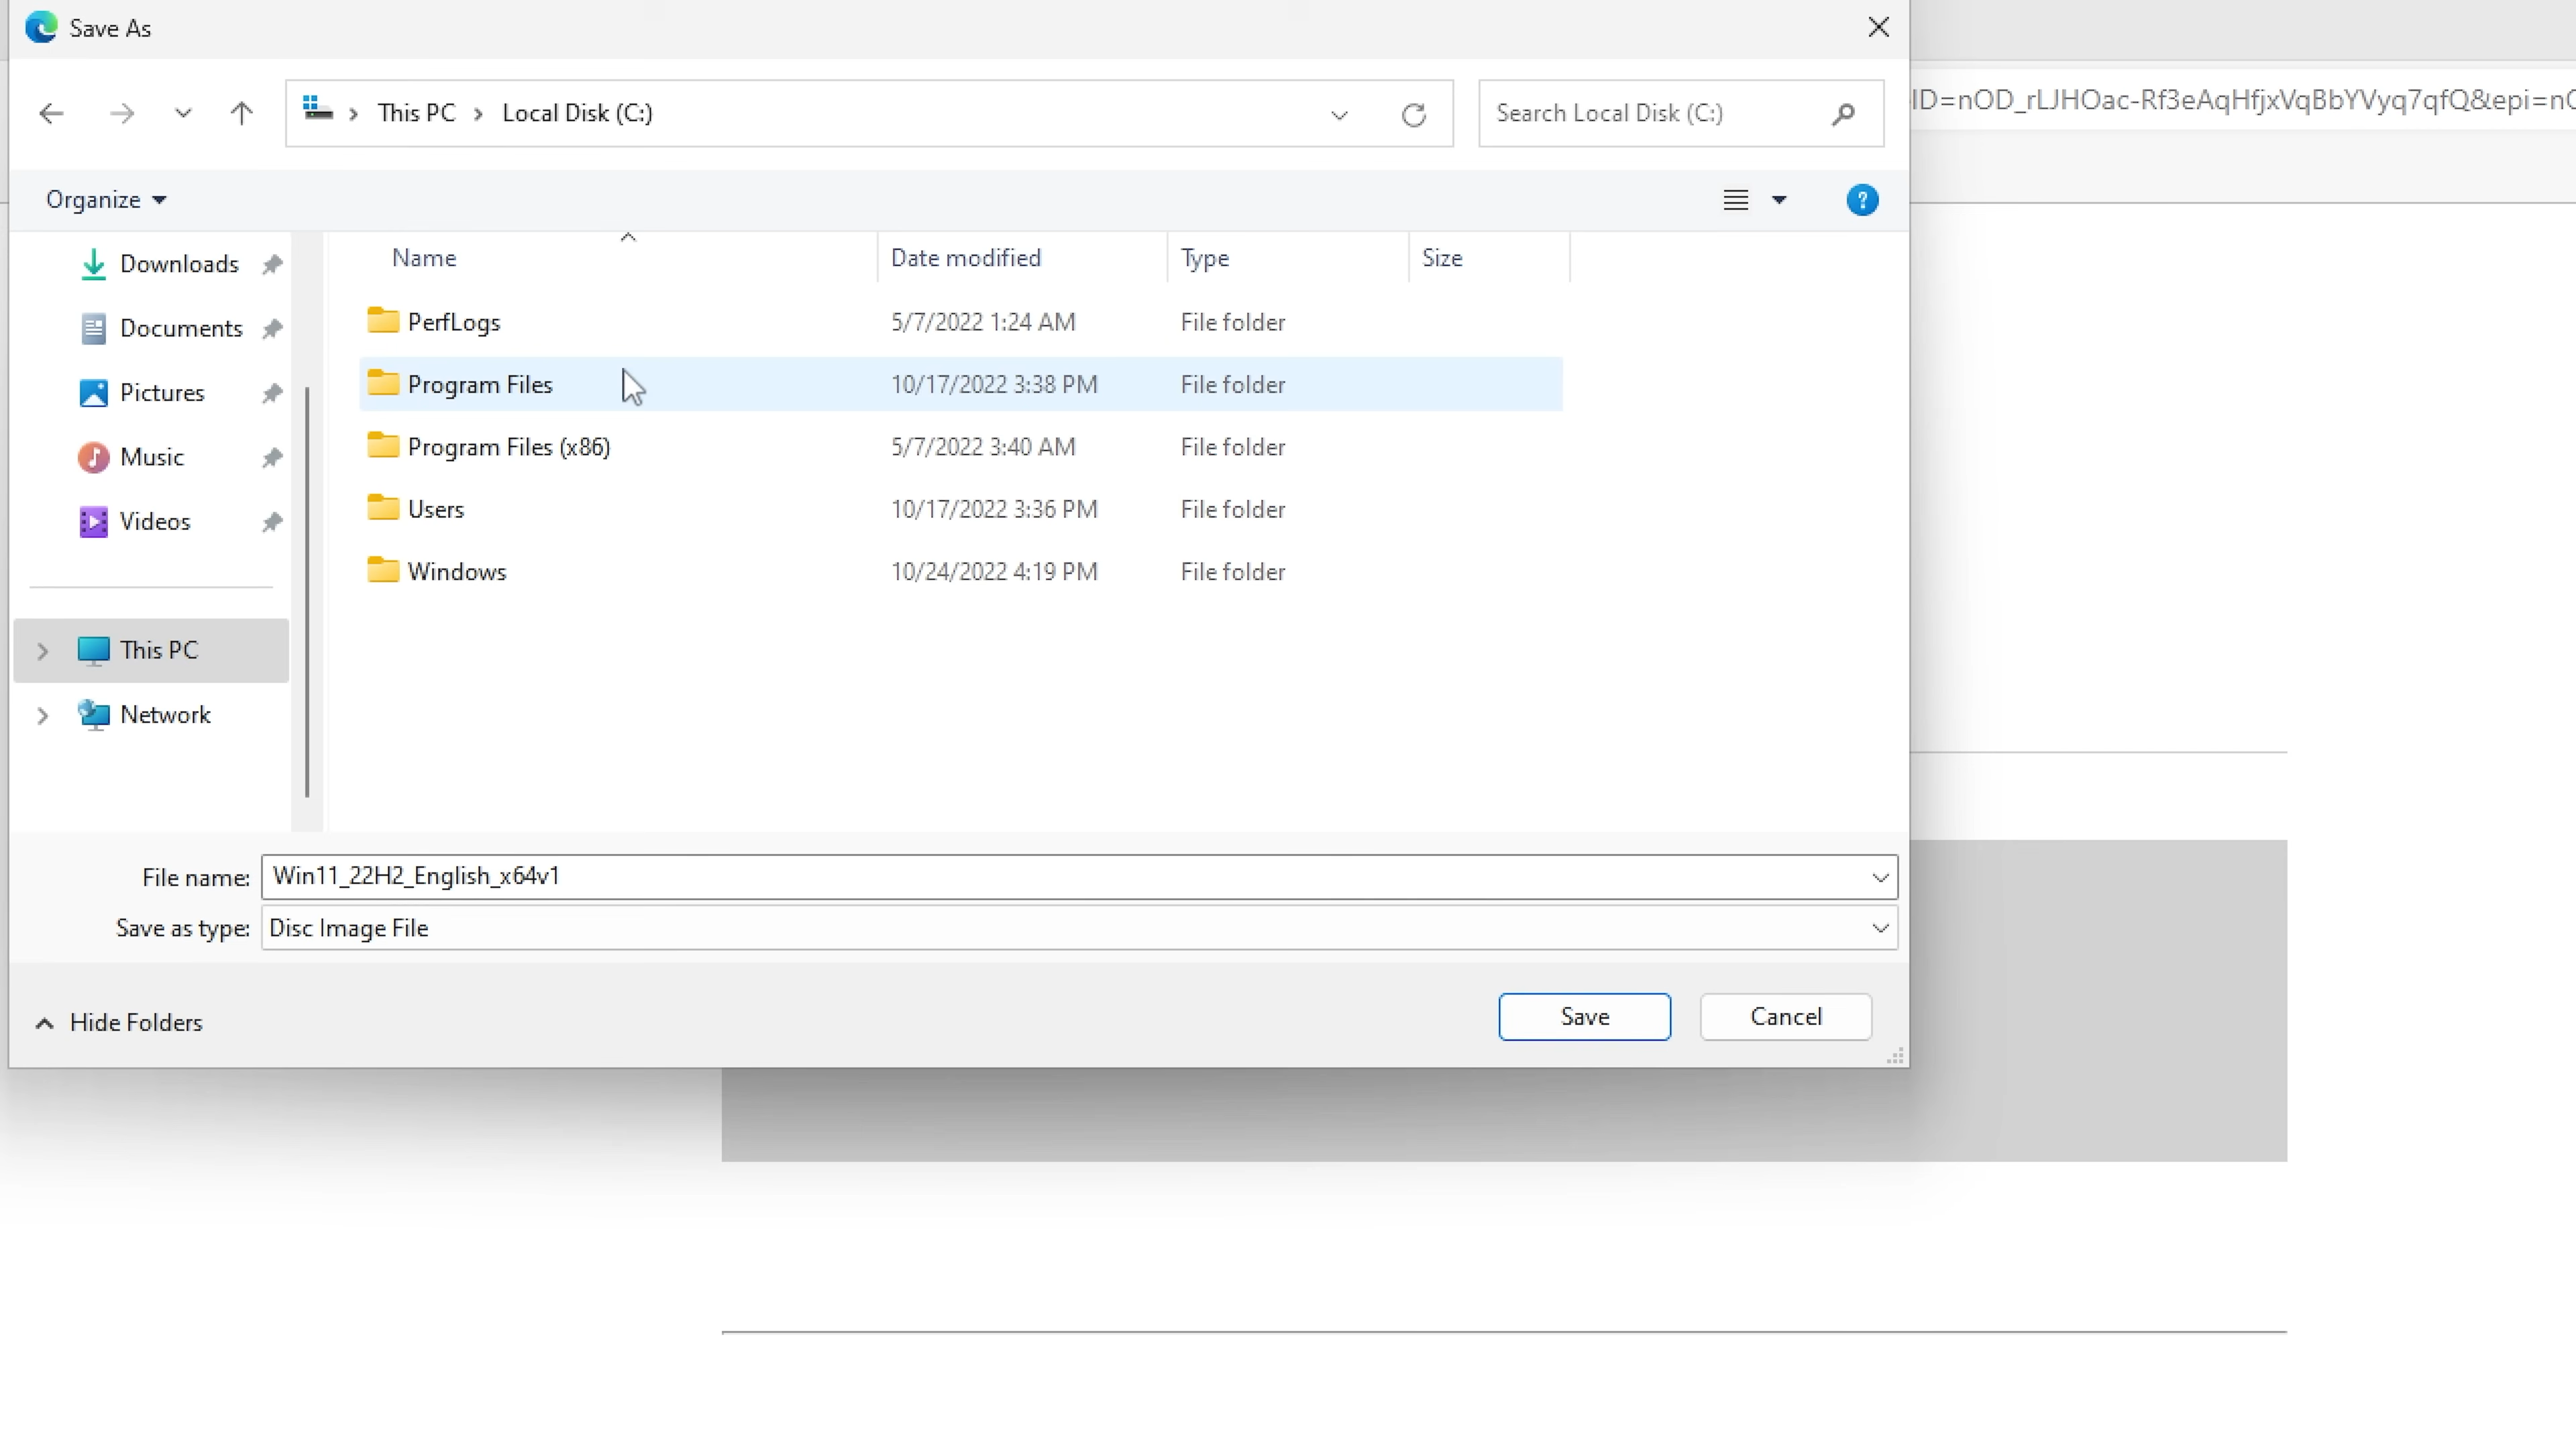 Save As
This PC > Local Disk (C:)
Search Local Disk (C:)
ID=nOD_rLJHOac-Rf3eAqHfjxVqBbYVyq7qfQ&epi=nO
Organize
Name Date modified Type Size
Downloads
Documents
Pictures
Music
Videos
This PC
Network
PerfLogs 5/7/2022 1:24 AM File folder
Program Files 10/17/2022 3:38 PM File folder
Program Files (x86) 5/7/2022 3:40 AM File folder
Users 10/17/2022 3:36 PM File folder
Windows 10/24/2022 4:19 PM File folder
File name: Win11_22H2_English_x64v1
Save as type: Disc Image File
Hide Folders
Save
Cancel